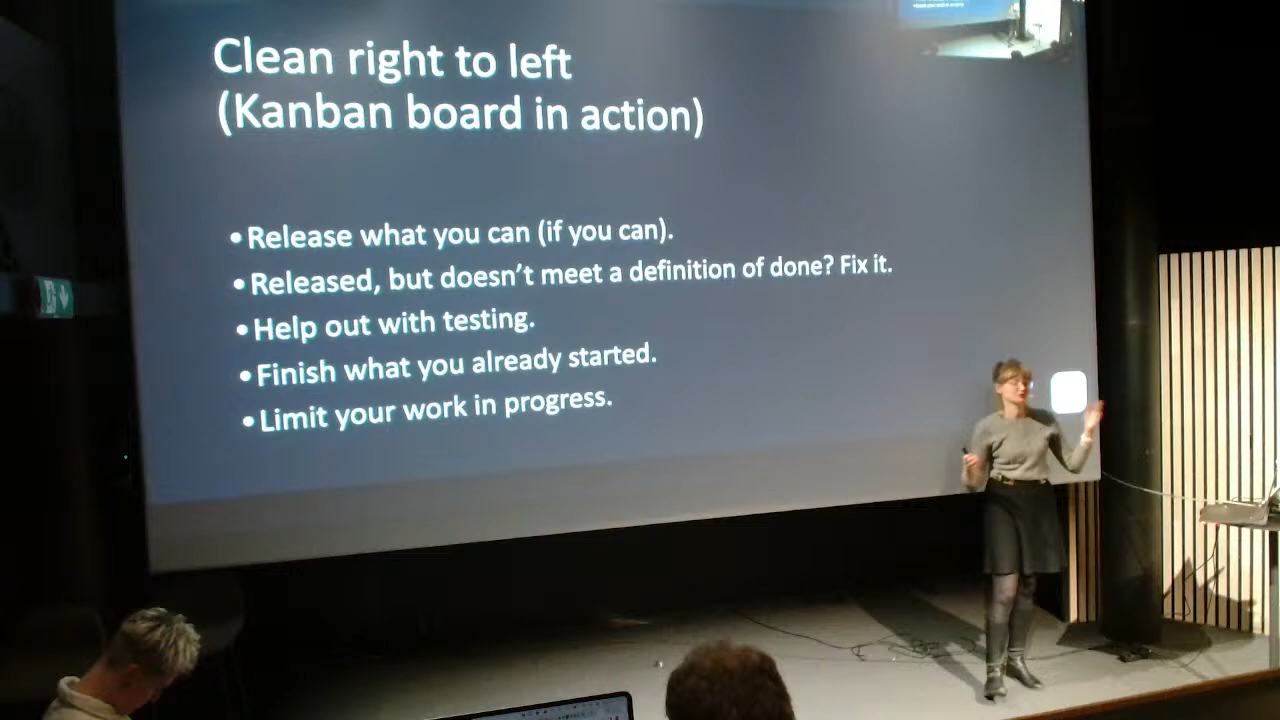 Clean right to left
(Kanban board in action)
• Release what you can (if you can).
• Released, but doesn’t meet a definition of done? Fix it.
• Help out with testing.
• Finish what you already started.
• Limit your work in progress.